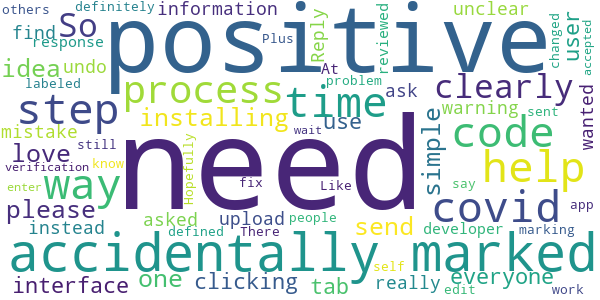 others definitely information unclear
So positive Plus Reply reviewed changed accepted
find response user
idea undo process At problem ask clearly
labeled time
step installing use simple warning sent wanted
mistake code
love still need wait help
verification know Hopefully fix Like say app
enter way covid
please asked upload people send developer marking
instead defined There everyone
accidentally marked
self
interface one clicking tab really edit work